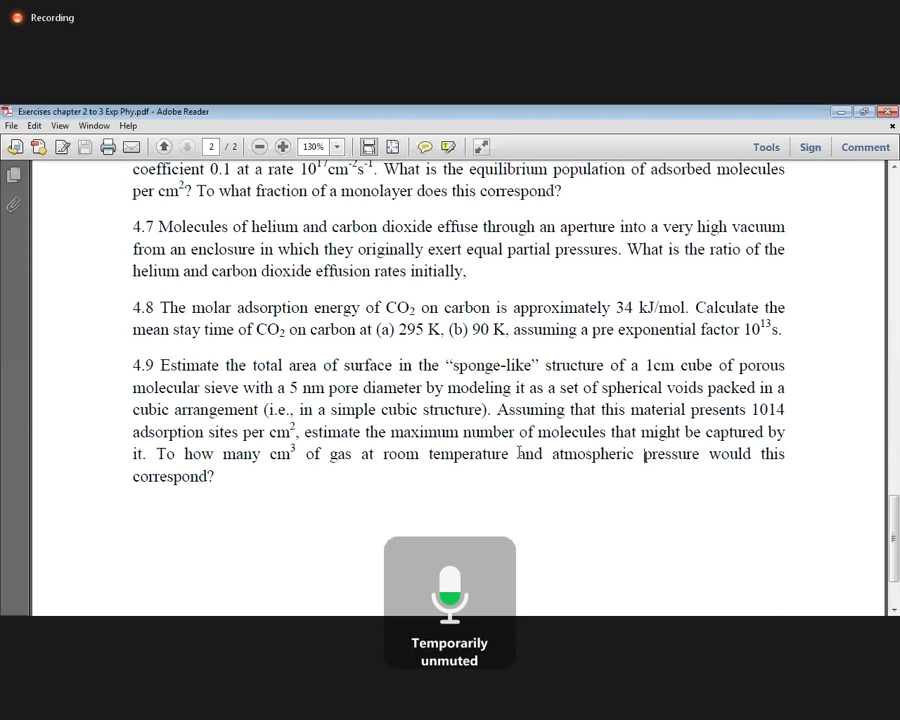 Recording
Exercises chapter 2 to 3 Exp Phy.pdf - Adobe Reader
File Edit View Window Help
2 / 2 130% Tools Sign Comment
coefficient 0.1 at a rate 10¹⁷cm⁻²s⁻¹. What is the equilibrium population of adsorbed molecules
per cm²? To what fraction of a monolayer does this correspond?
4.7 Molecules of helium and carbon dioxide effuse through an aperture into a very high vacuum
from an enclosure in which they originally exert equal partial pressures. What is the ratio of the
helium and carbon dioxide effusion rates initially,
4.8 The molar adsorption energy of CO₂ on carbon is approximately 34 kJ/mol. Calculate the
mean stay time of CO₂ on carbon at (a) 295 K, (b) 90 K, assuming a pre exponential factor 10¹³s.
4.9 Estimate the total area of surface in the “sponge-like” structure of a 1cm cube of porous
molecular sieve with a 5 nm pore diameter by modeling it as a set of spherical voids packed in a
cubic arrangement (i.e., in a simple cubic structure). Assuming that this material presents 1014
adsorption sites per cm², estimate the maximum number of molecules that might be captured by
it. To how many cm³ of gas at room temperature and atmospheric pressure would this
correspond?
Temporarily
unmuted